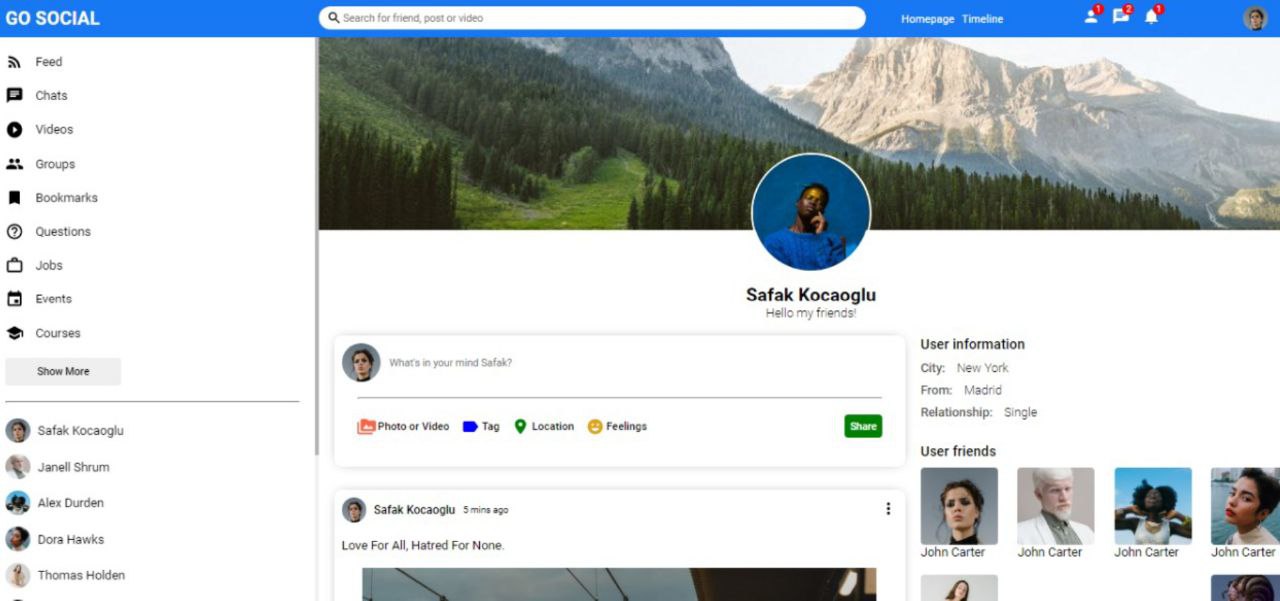 GO SOCIAL
Search for friend, post or video
Homepage Timeline
1
2
1
Feed
Chats
Videos
Groups
Bookmarks
Questions
Jobs
Events
Courses
Show More
Safak Kocaoglu
Janell Shrum
Alex Durden
Dora Hawks
Thomas Holden
Safak Kocaoglu
Hello my friends!
What's in your mind Safak?
Photo or Video Tag Location Feelings Share
Safak Kocaoglu 5 mins ago
Love For All, Hatred For None.
User information
City: New York
From: Madrid
Relationship: Single
User friends
John Carter John Carter John Carter John Carter